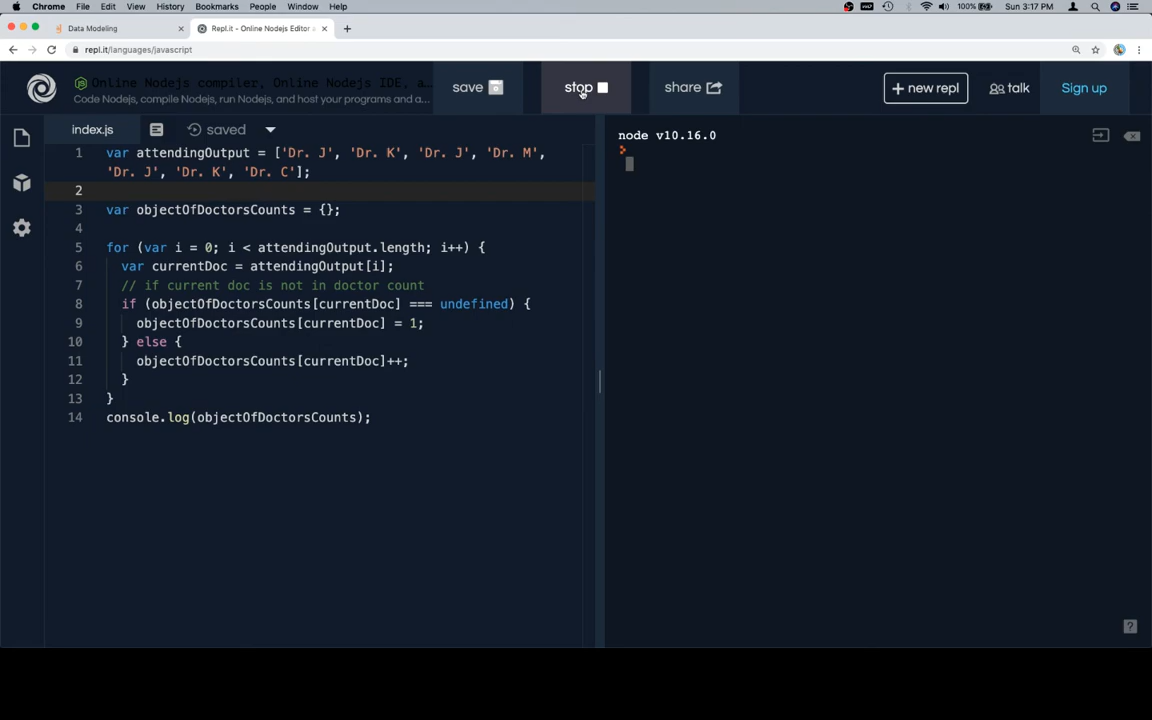 Chrome File Edit View History Bookmarks People Window Help 100% Sun 3:17 PM
Data Modeling × Repl.it - Online Nodejs Editor a × +
repl.it/languages/javascript
Online Nodejs compiler, Online Nodejs IDE, a...
Code Nodejs, compile Nodejs, run Nodejs, and host your programs and a...
save stop share + new repl talk Sign up
index.js saved
node v10.16.0
>
1 var attendingOutput = ['Dr. J', 'Dr. K', 'Dr. J', 'Dr. M',
'Dr. J', 'Dr. K', 'Dr. C'];
2
3 var objectOfDoctorsCounts = {};
4
5 for (var i = 0; i < attendingOutput.length; i++) {
6 var currentDoc = attendingOutput[i];
7 // if current doc is not in doctor count
8 if (objectOfDoctorsCounts[currentDoc] === undefined) {
9 objectOfDoctorsCounts[currentDoc] = 1;
10 } else {
11 objectOfDoctorsCounts[currentDoc]++;
12 }
13 }
14 console.log(objectOfDoctorsCounts);
?